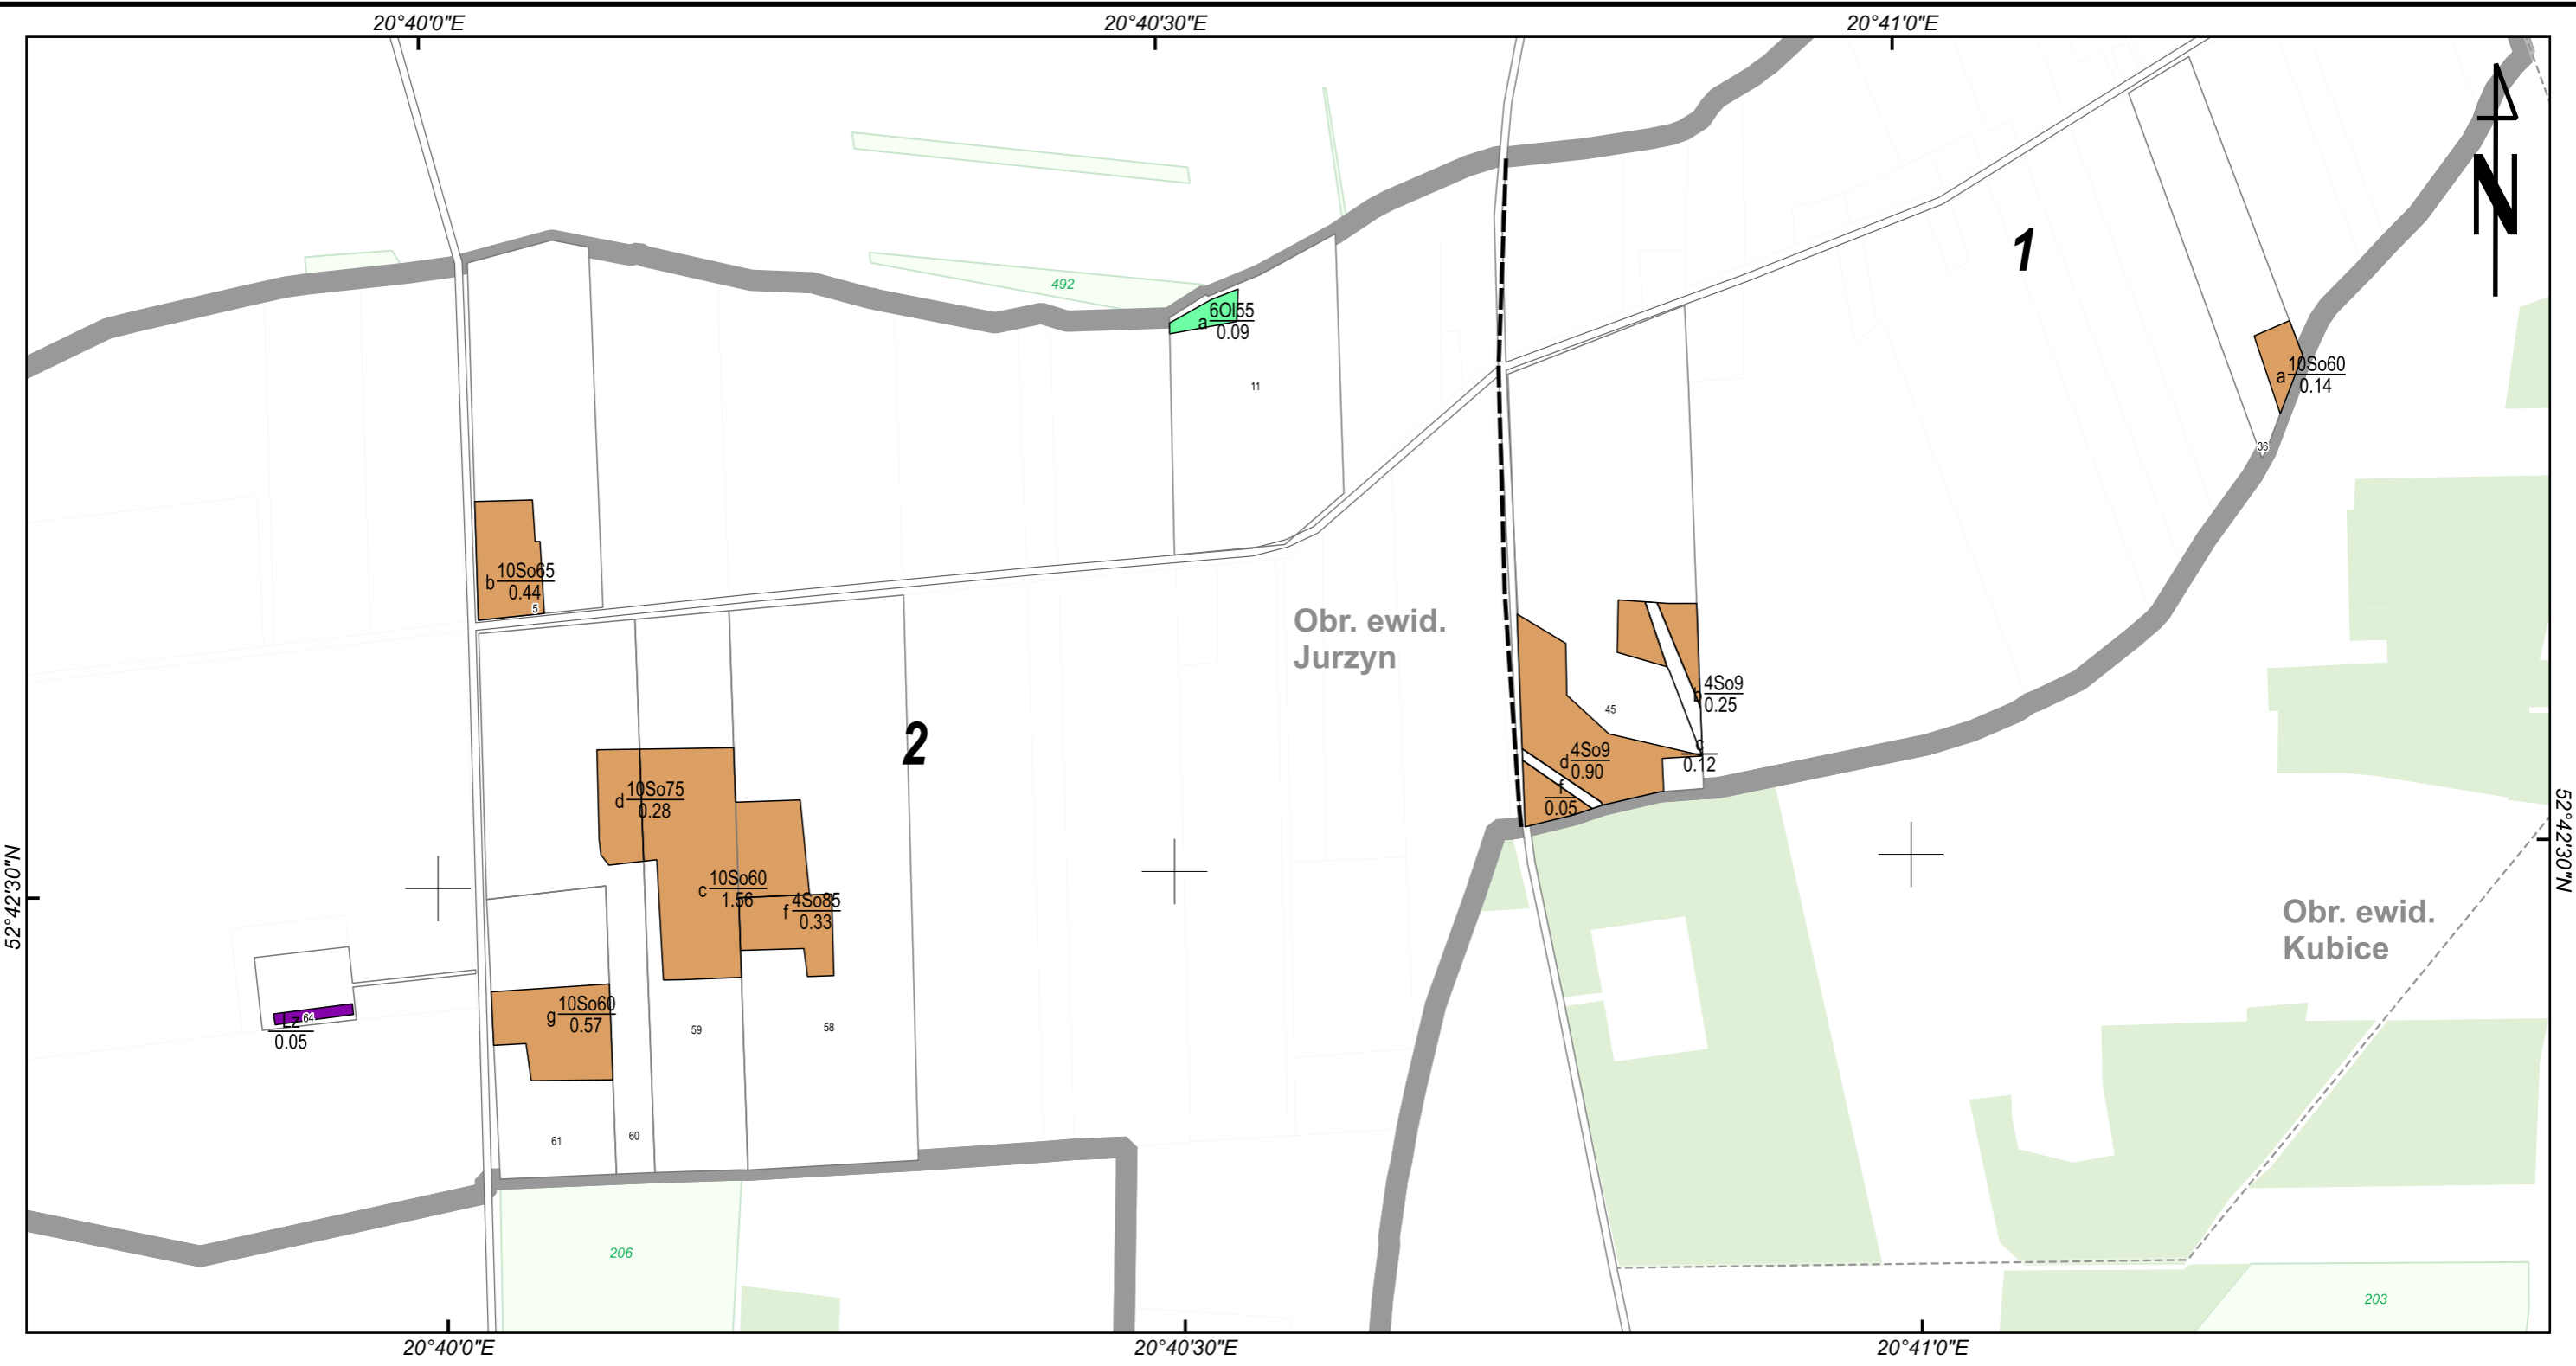 20°40'0"E
20°40'30"E
20°41'0"E
N
1
492
6Ol55
a
0.09
11
10So60
a
0.14
36
10So65
b
0.44
5
Obr. ewid.
Jurzyn
4So9
0.25
45
2
c
0.12
4So9
d
0.90
f
0.05
10So75
d
0.28
52°42'30"N
52°42'30"N
10So60
c
1.56
4So85
f
0.33
Obr. ewid.
Kubice
10So60
g
0.57
64
Lz
0.05
59
58
61
60
206
203
20°40'0"E
20°40'30"E
20°41'0"E